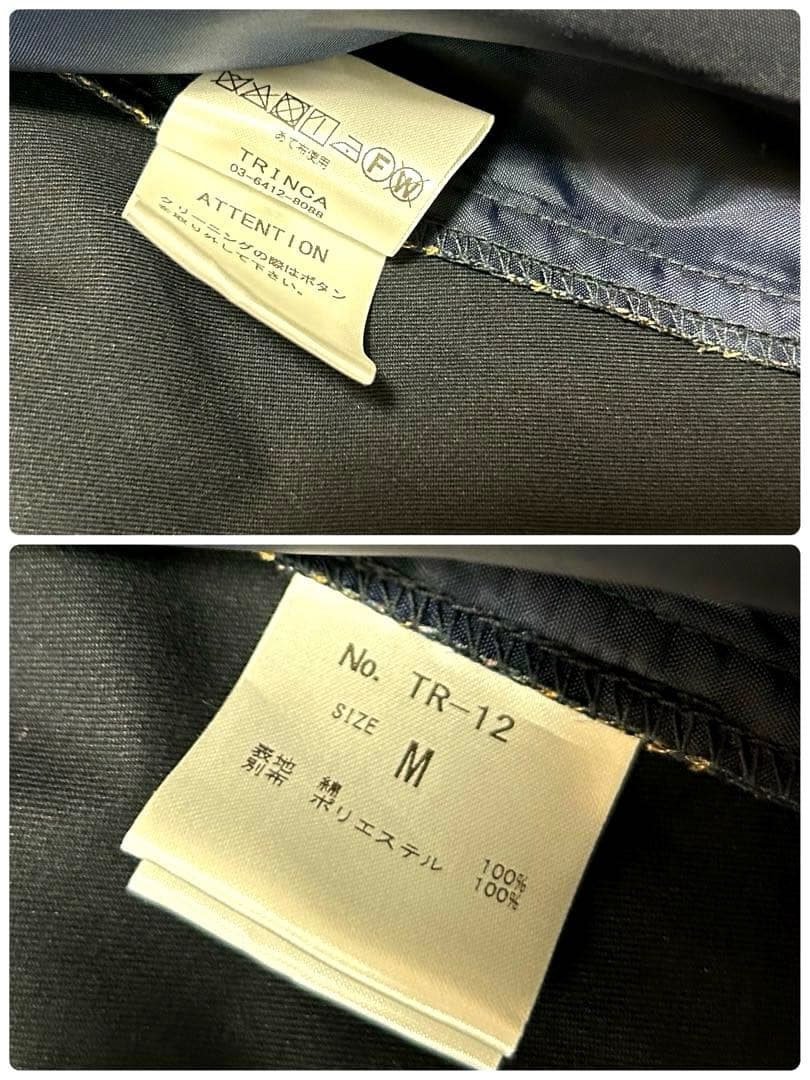 あて布使用
F
W
TRINCA
03-6412-8088
ATTENTION
クリーニングの際はボタン
を取り外して下さい。
No. TR-12
SIZE M
表地 綿 100%
別布 ポリエステル 100%